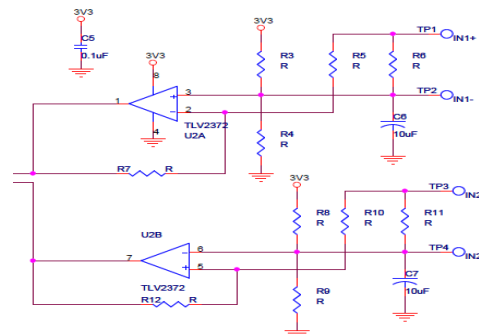 3V3
C5
0.1uF
3V3
8
1
3
2
4
TLV2372
U2A
3V3
R3
R
R4
R
R5
R
R6
R
TP1
IN1+
TP2
IN1-
C6
10uF
R7 R
3V3
R8
R
R9
R
R10
R
R11
R
TP3
IN2
TP4
IN2
C7
10uF
U2B
7
6
5
TLV2372
R12 R